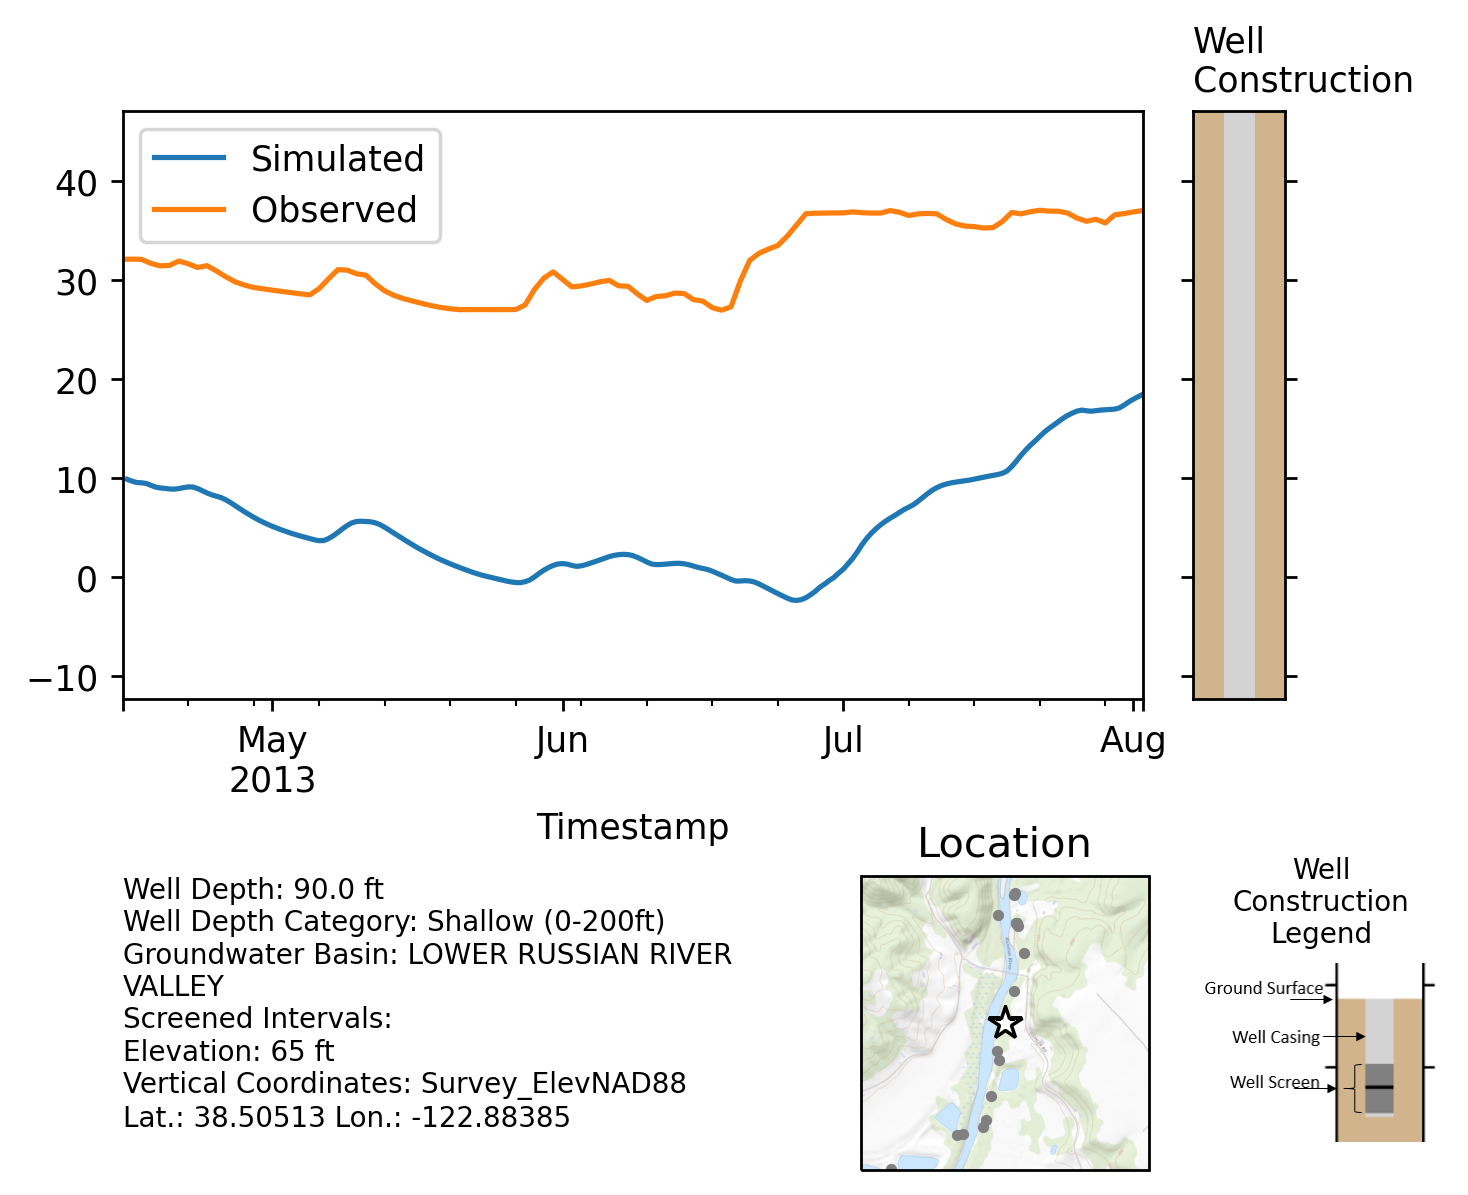 Well
Construction
Simulated
Observed
40
30
20
10
0
−10
May
2013
Jun
Jul
Aug
Timestamp
Well Depth: 90.0 ft
Well Depth Category: Shallow (0-200ft)
Groundwater Basin: LOWER RUSSIAN RIVER
VALLEY
Screened Intervals:
Elevation: 65 ft
Vertical Coordinates: Survey_ElevNAD88
Lat.: 38.50513 Lon.: -122.88385
Location
Well
Construction
Legend
Ground Surface
Well Casing
Well Screen